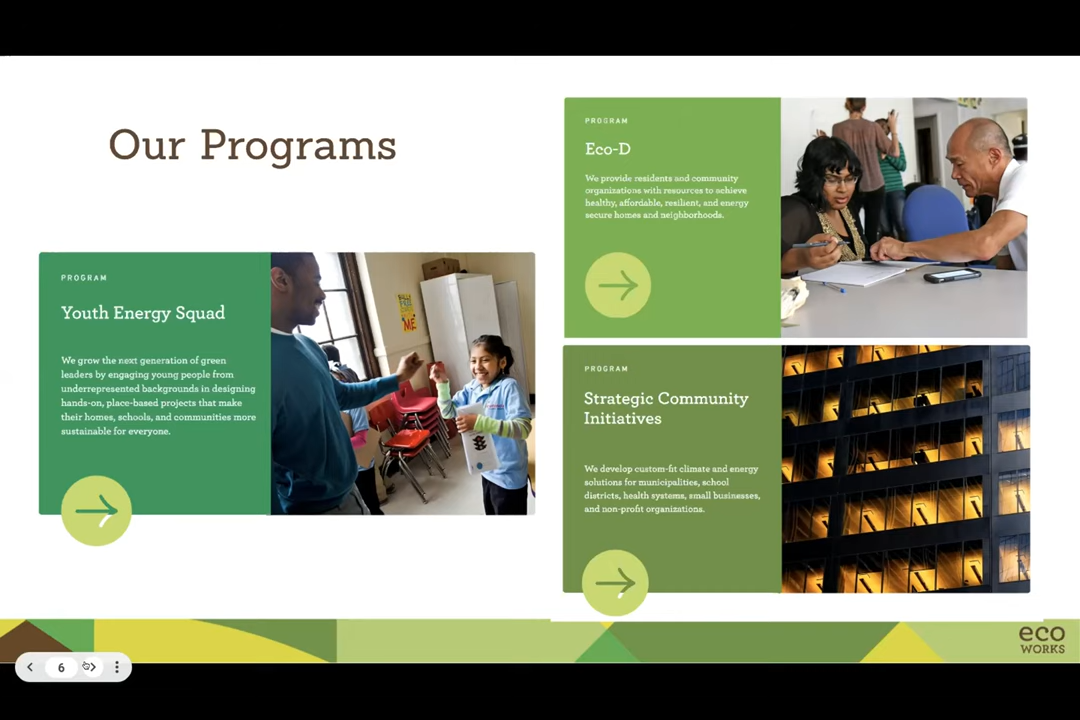 Our Programs
PROGRAM
Youth Energy Squad
We grow the next generation of green
leaders by engaging young people from
underrepresented backgrounds in designing
hands-on, place-based projects that make
their homes, schools, and communities more
sustainable for everyone.
ME
PROGRAM
Eco-D
We provide residents and community
organizations with resources to achieve
healthy, affordable, resilient, and energy
secure homes and neighborhoods.
PROGRAM
Strategic Community
Initiatives
We develop custom-fit climate and energy
solutions for municipalities, school
districts, health systems, small businesses,
and non-profit organizations.
eco
WORKS
6